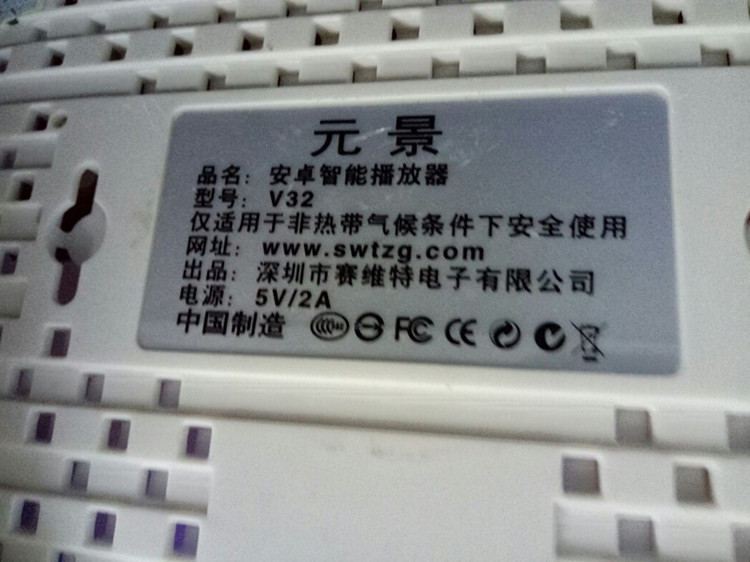 元景
品名：安卓智能播放器
型号：V32
仅适用于非热带气候条件下安全使用
网址：www.swtzg.com
出品：深圳市赛维特电子有限公司
电源：5V/2A
中国制造 CCC FC CE